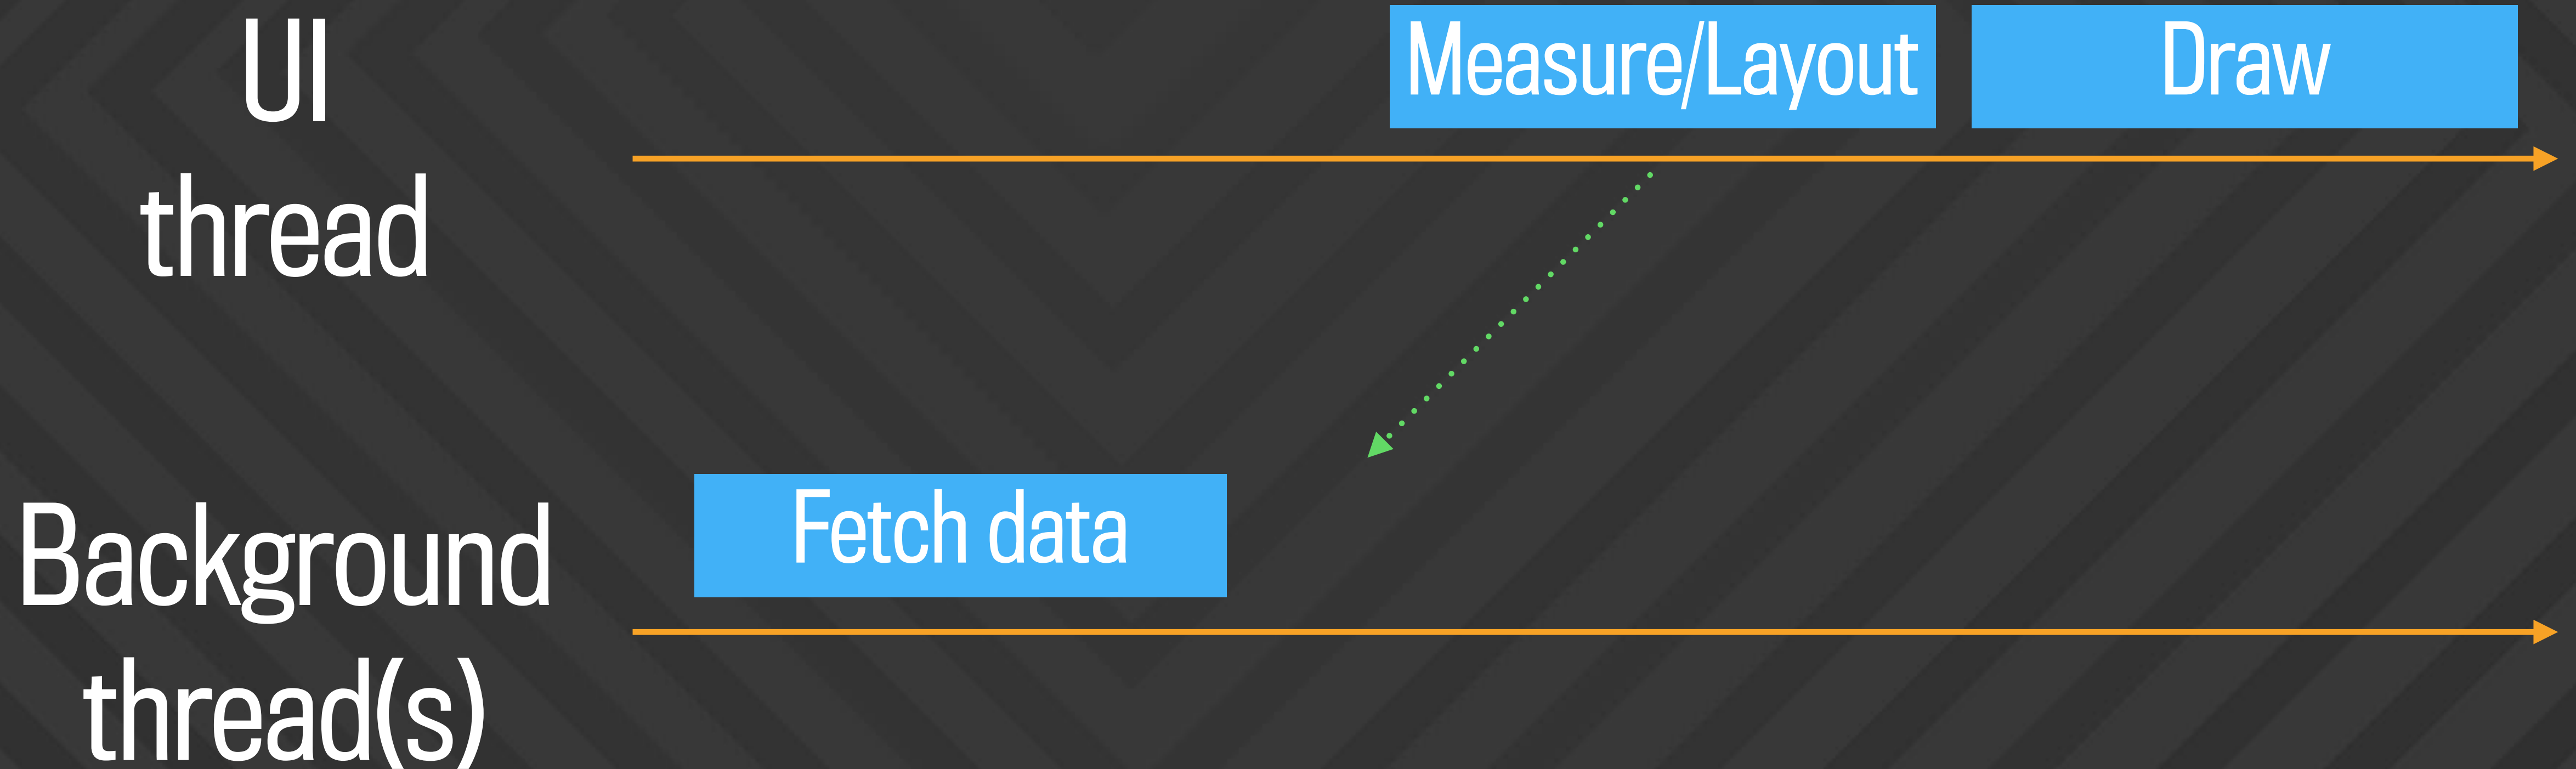 UI
thread
Measure/Layout
Draw
Background
thread(s)
Fetch data